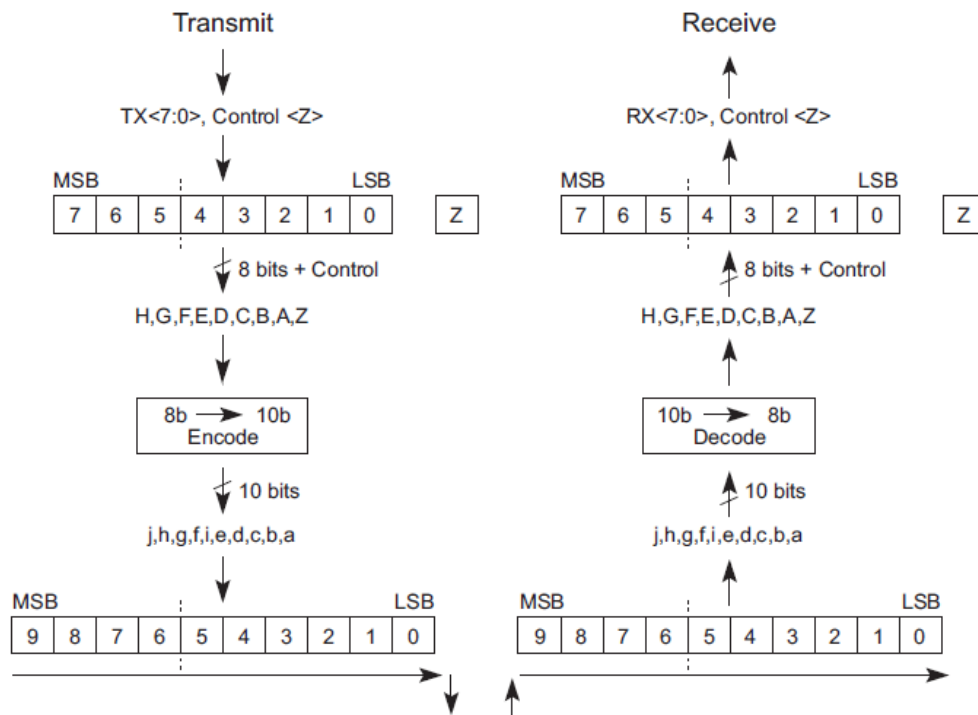 Transmit
TX<7:0>, Control <Z>
MSB LSB
7 6 5 4 3 2 1 0 Z
8 bits + Control
H,G,F,E,D,C,B,A,Z
8b 10b
Encode
10 bits
j,h,g,f,i,e,d,c,b,a
MSB LSB
9 8 7 6 5 4 3 2 1 0
Receive
RX<7:0>, Control <Z>
MSB LSB
7 6 5 4 3 2 1 0 Z
8 bits + Control
H,G,F,E,D,C,B,A,Z
10b 8b
Decode
10 bits
j,h,g,f,i,e,d,c,b,a
MSB LSB
9 8 7 6 5 4 3 2 1 0